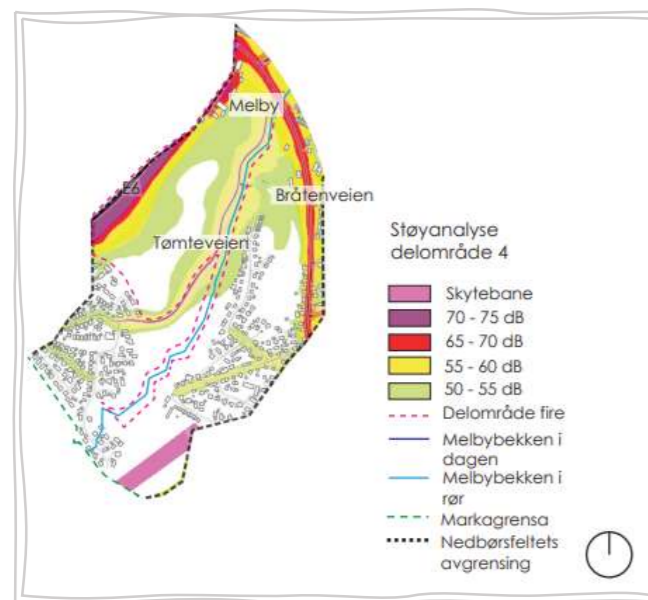 Melby
E6
Bråtenveien
Tømteveien
Støyanalyse
delområde 4
Skytebane
70 - 75 dB
65 - 70 dB
55 - 60 dB
50 - 55 dB
Delområde fire
Melbybekken i
dagen
Melbybekken i
rør
Markagrensa
Nedbørsfeltets
avgrensing